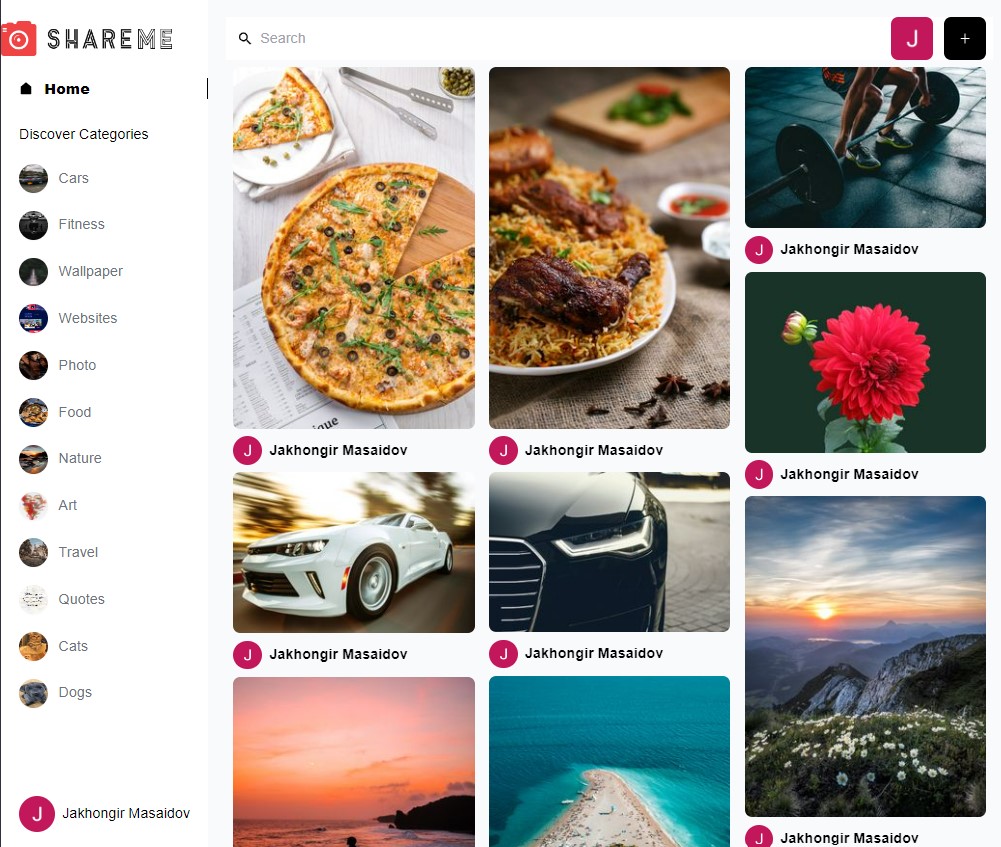 SHAREME
Search
J
+
Home
Discover Categories
Cars
Fitness
Wallpaper
Websites
Photo
Food
Nature
Art
Travel
Quotes
Cats
Dogs
J Jakhongir Masaidov
J Jakhongir Masaidov
J Jakhongir Masaidov
J Jakhongir Masaidov
J Jakhongir Masaidov
J Jakhongir Masaidov
J Jakhongir Masaidov
J Jakhongir Masaidov